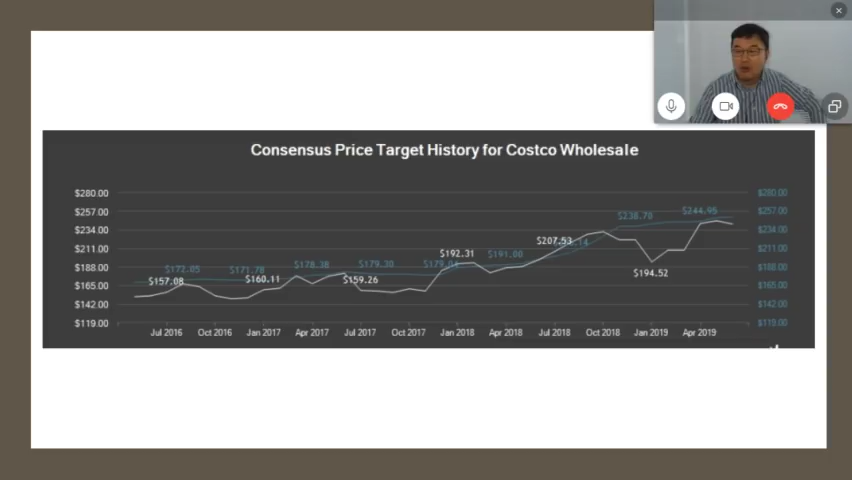 Consensus Price Target History for Costco Wholesale
$280.00 $280.00
$257.00 $257.00
$238.70 $244.95
$234.00 $234.00
$207.53
$211.00 $211.00
$192.31 $191.00
$172.05 $171.78 $178.38 $179.30
$188.00 $188.00
$157.08 $160.11 $159.26 $194.52
$165.00 $165.00
$142.00 $142.00
$119.00 $119.00
Jul 2016 Oct 2016 Jan 2017 Apr 2017 Jul 2017 Oct 2017 Jan 2018 Apr 2018 Jul 2018 Oct 2018 Jan 2019 Apr 2019